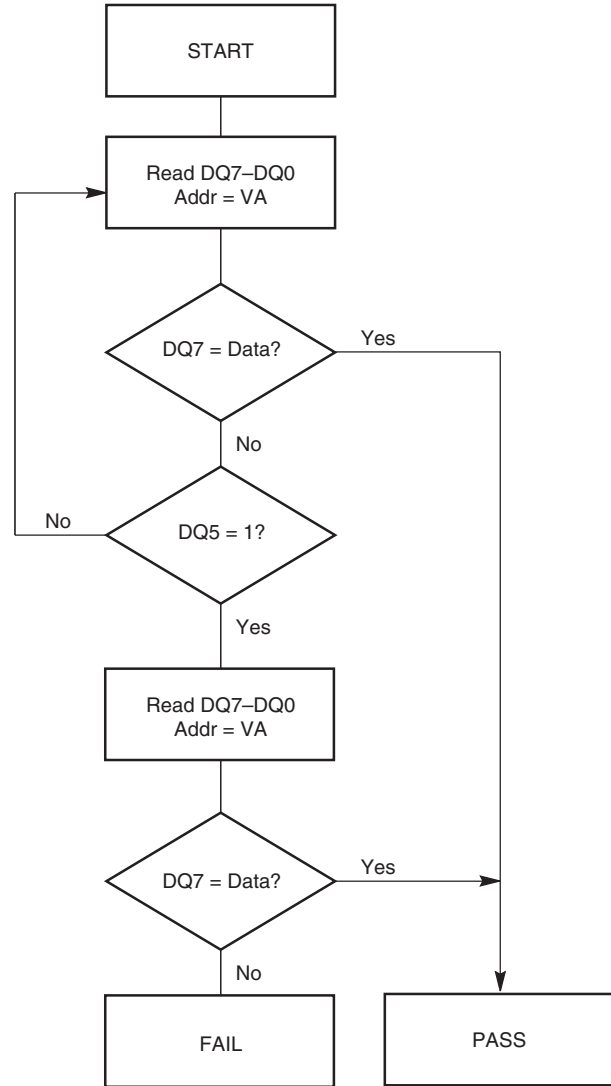 START
Read DQ7–DQ0
Addr = VA
DQ7 = Data?
Yes
No
No
DQ5 = 1?
Yes
Read DQ7–DQ0
Addr = VA
DQ7 = Data?
Yes
No
FAIL
PASS